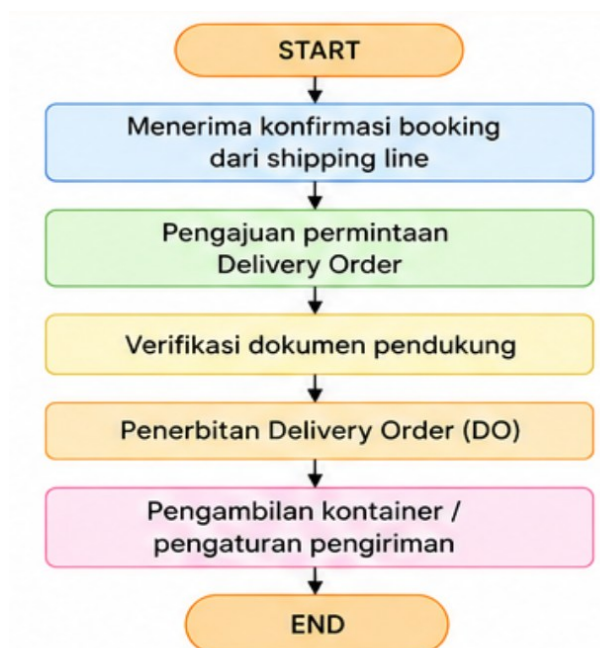 START
Menerima konfirmasi booking
dari shipping line
Pengajuan permintaan
Delivery Order
Verifikasi dokumen pendukung
Penerbitan Delivery Order (DO)
Pengambilan kontainer /
pengaturan pengiriman
END